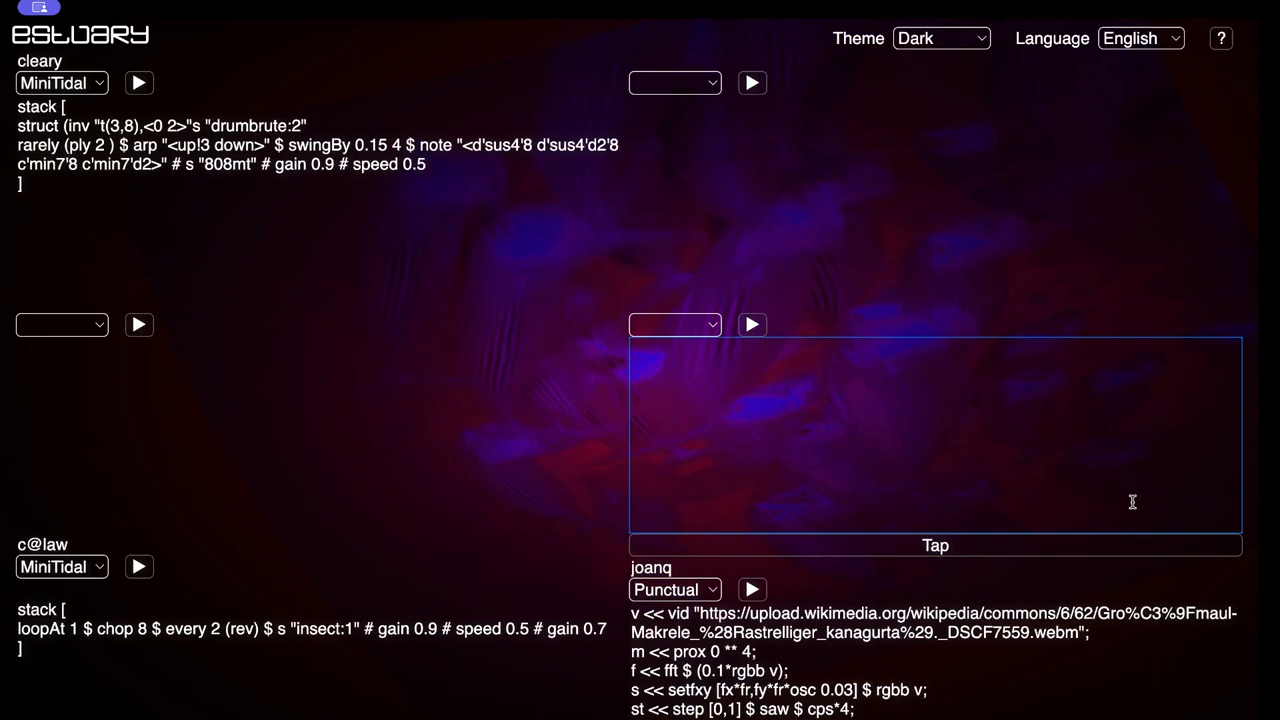 estuary
Theme
Dark
Language
English
?
cleary
MiniTidal
stack [
struct (inv "t(3,8),<0 2>"s "drumbrute:2"
rarely (ply 2 ) $ arp "<up!3 down>" $ swingBy 0.15 4 $ note "<d'sus4'8 d'sus4'd2'8
c'min7'8 c'min7'd2>" # s "808mt" # gain 0.9 # speed 0.5
]
c@law
MiniTidal
stack [
loopAt 1 $ chop 8 $ every 2 (rev) $ s "insect:1" # gain 0.9 # speed 0.5 # gain 0.7
]
Tap
joanq
Punctual
v << vid "https://upload.wikimedia.org/wikipedia/commons/6/62/Gro%C3%9Fmaul-
Makrele_%28Rastrelliger_kanagurta%29._DSCF7559.webm";
m << prox 0 ** 4;
f << fft $ (0.1*rgbb v);
s << setfxy [fx*fr,fy*fr*osc 0.03] $ rgbb v;
st << step [0,1] $ saw $ cps*4;